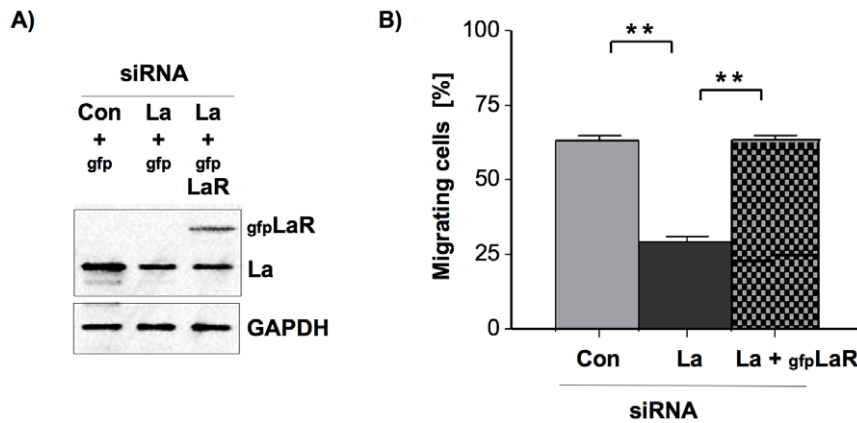 A)
siRNA
Con La La
+ + +
gfp gfp gfp
LaR
gfpLaR
La
GAPDH
B)
100
75
50
25
0
Migrating cells [%]
**
**
Con La La + gfpLaR
siRNA